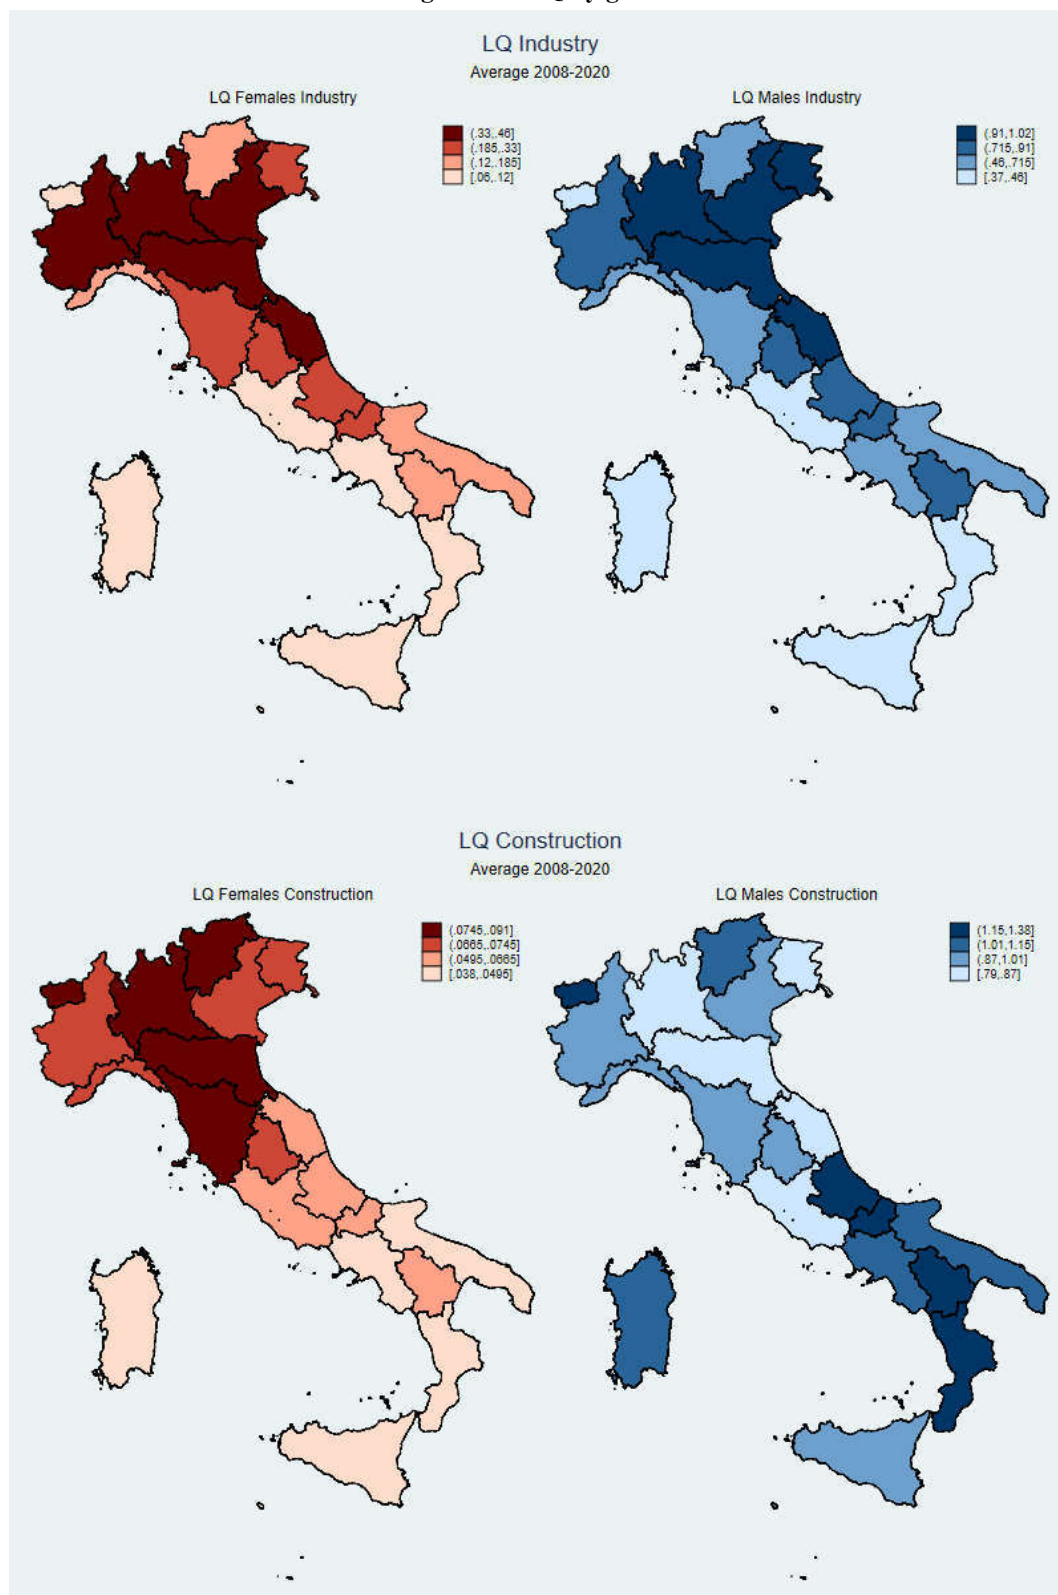 LQ Industry
Average 2008-2020
LQ Females Industry
(.33,.46]
(.185,.33]
(.12,.185]
[.06,.12]
LQ Males Industry
(.91,1.02]
(.715,.91]
(.46,.715]
[.37,.46]
LQ Construction
Average 2008-2020
LQ Females Construction
(.0745,.091]
(.0665,.0745]
(.0495,.0665]
[.038,.0495]
LQ Males Construction
(1.15,1.38]
(1.01,1.15]
(.87,1.01]
[.79,.87]